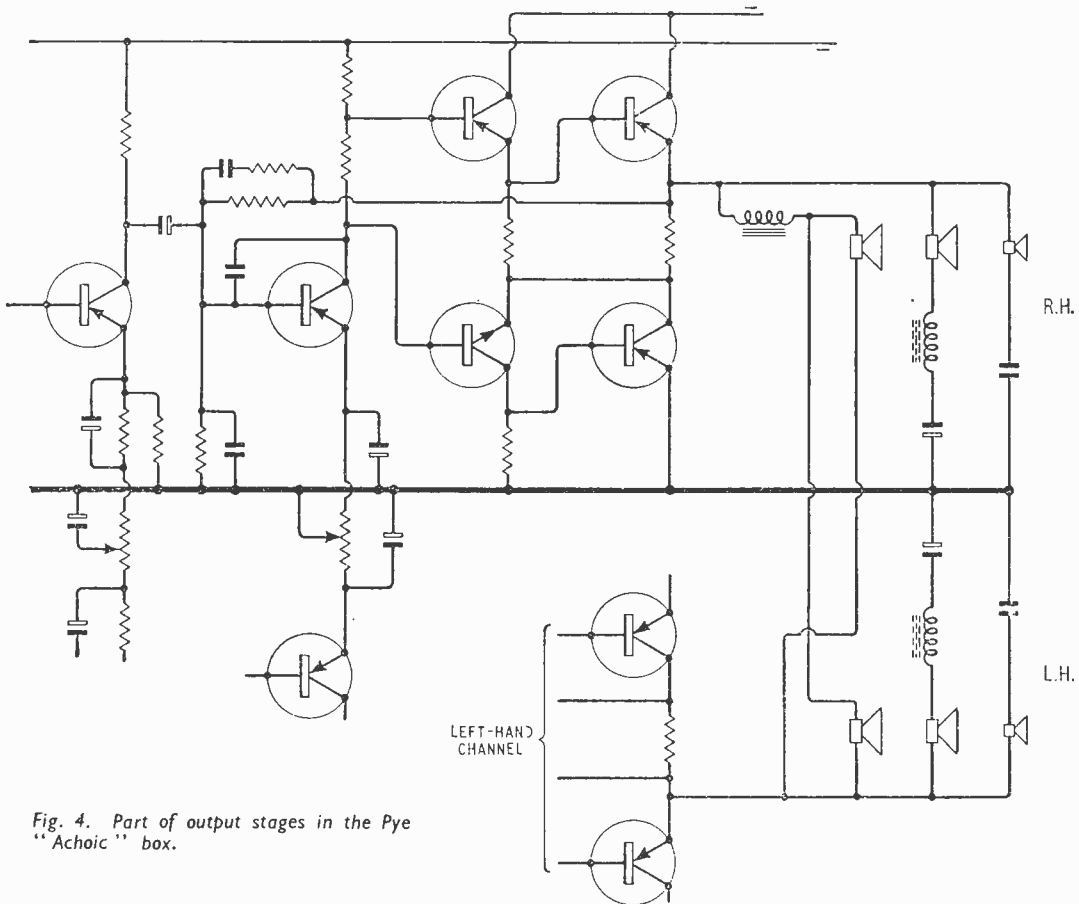 R.H.
L.H.
LEFT-HAND
CHANNEL
Fig. 4. Part of output stages in the Pye
“Achoic” box.